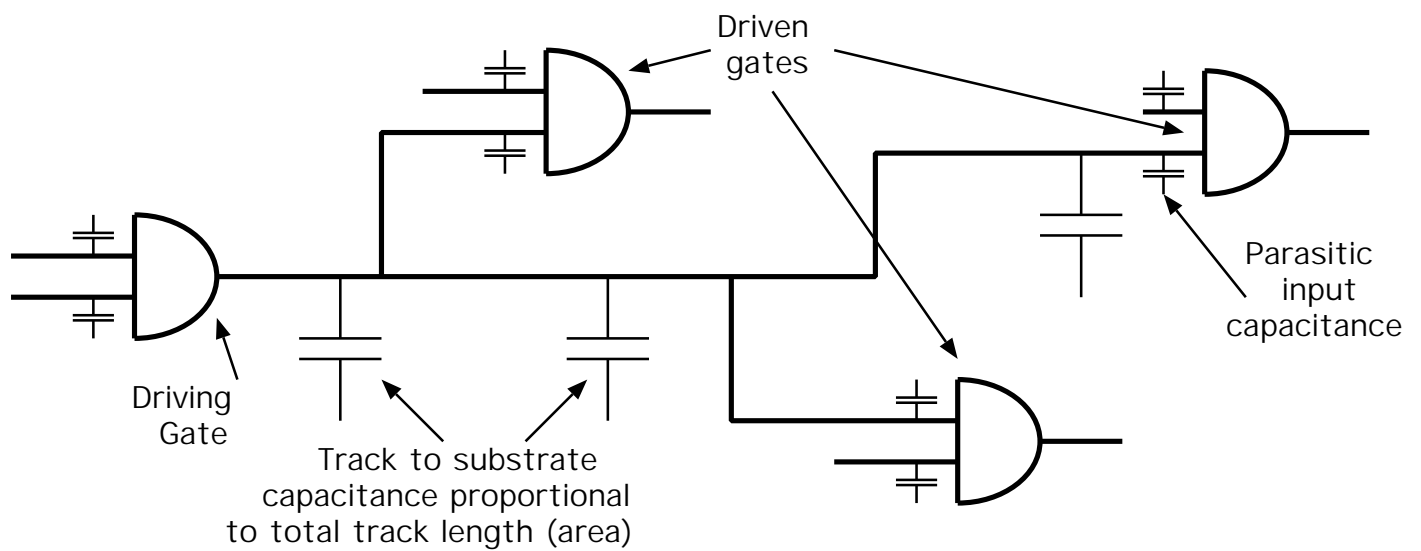 Driven
gates
Parasitic
input
capacitance
Driving
Gate
Track to substrate
capacitance proportional
to total track length (area)